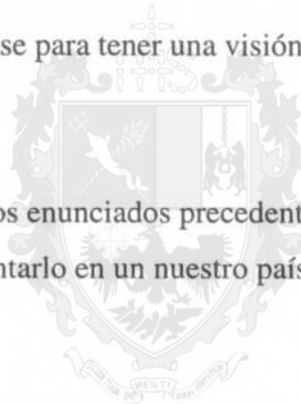 se para tener una visión
os enunciados precedent
ntarlo en un nuestro país